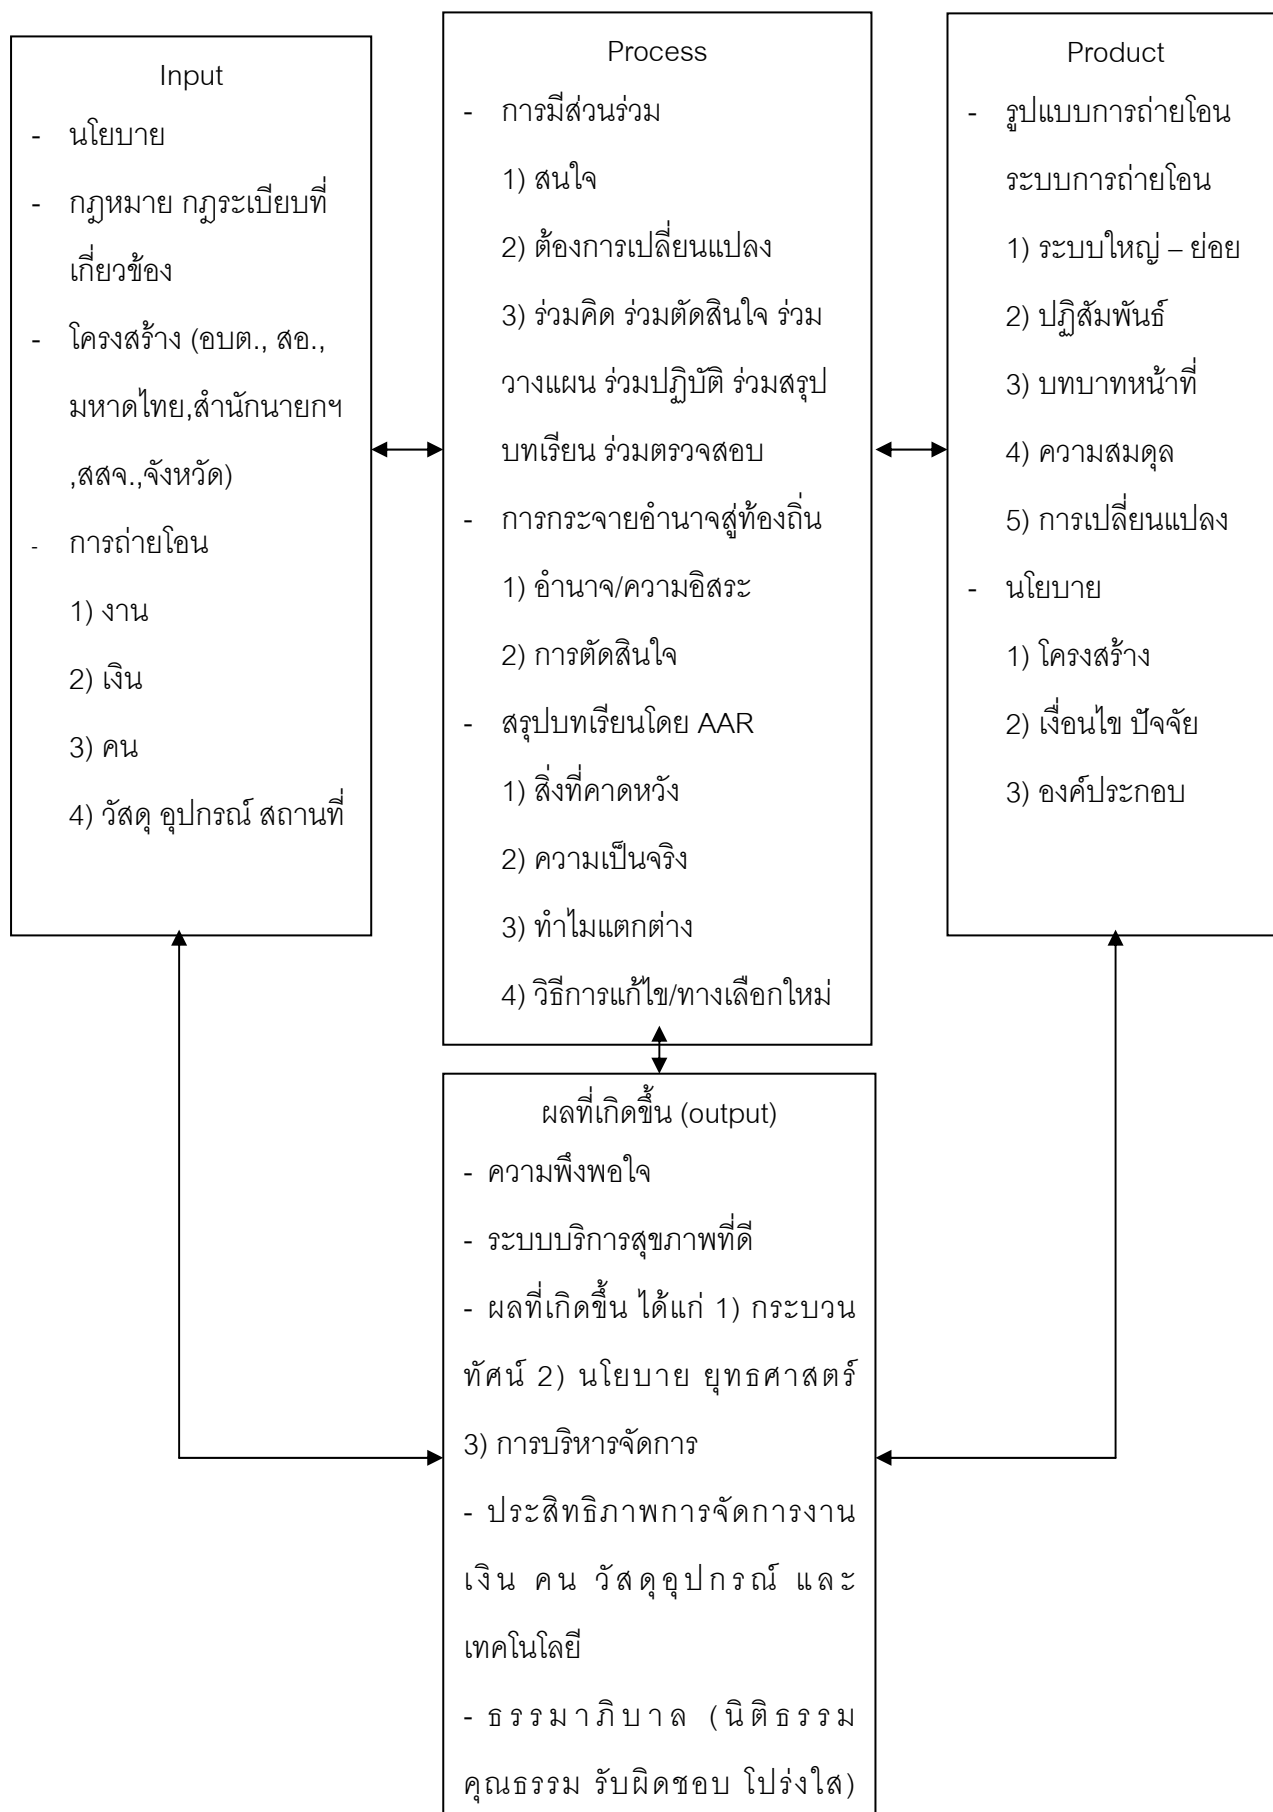 Input
- นโยบาย
- กฎหมาย กฎระเบียบที่
เกี่ยวข้อง
- โครงสร้าง (อบต., สอ.,
มหาดไทย,สำนักนายกฯ
,สสจ.,จังหวัด)
- การถ่ายโอน
1) งาน
2) เงิน
3) คน
4) วัสดุ อุปกรณ์ สถานที่
Process
- การมีส่วนร่วม
1) สนใจ
2) ต้องการเปลี่ยนแปลง
3) ร่วมคิด ร่วมตัดสินใจ ร่วม
วางแผน ร่วมปฏิบัติ ร่วมสรุป
บทเรียน ร่วมตรวจสอบ
- การกระจายอำนาจสู่ท้องถิ่น
1) อำนาจ/ความอิสระ
2) การตัดสินใจ
- สรุปบทเรียนโดย AAR
1) สิ่งที่คาดหวัง
2) ความเป็นจริง
3) ทำไมแตกต่าง
4) วิธีการแก้ไข/ทางเลือกใหม่
Product
- รูปแบบการถ่ายโอน
ระบบการถ่ายโอน
1) ระบบใหญ่ – ย่อย
2) ปฏิสัมพันธ์
3) บทบาทหน้าที่
4) ความสมดุล
5) การเปลี่ยนแปลง
- นโยบาย
1) โครงสร้าง
2) เงื่อนไข ปัจจัย
3) องค์ประกอบ
ผลที่เกิดขึ้น (output)
- ความพึงพอใจ
- ระบบบริการสุขภาพที่ดี
- ผลที่เกิดขึ้น ได้แก่ 1) กระบวน
ทัศน์ 2) นโยบาย ยุทธศาสตร์
3) การบริหารจัดการ
- ประสิทธิภาพการจัดการงาน
เงิน คน วัสดุอุปกรณ์ และ
เทคโนโลยี
- ธรรมาภิบาล (นิติธรรม
คุณธรรม รับผิดชอบ โปร่งใส)